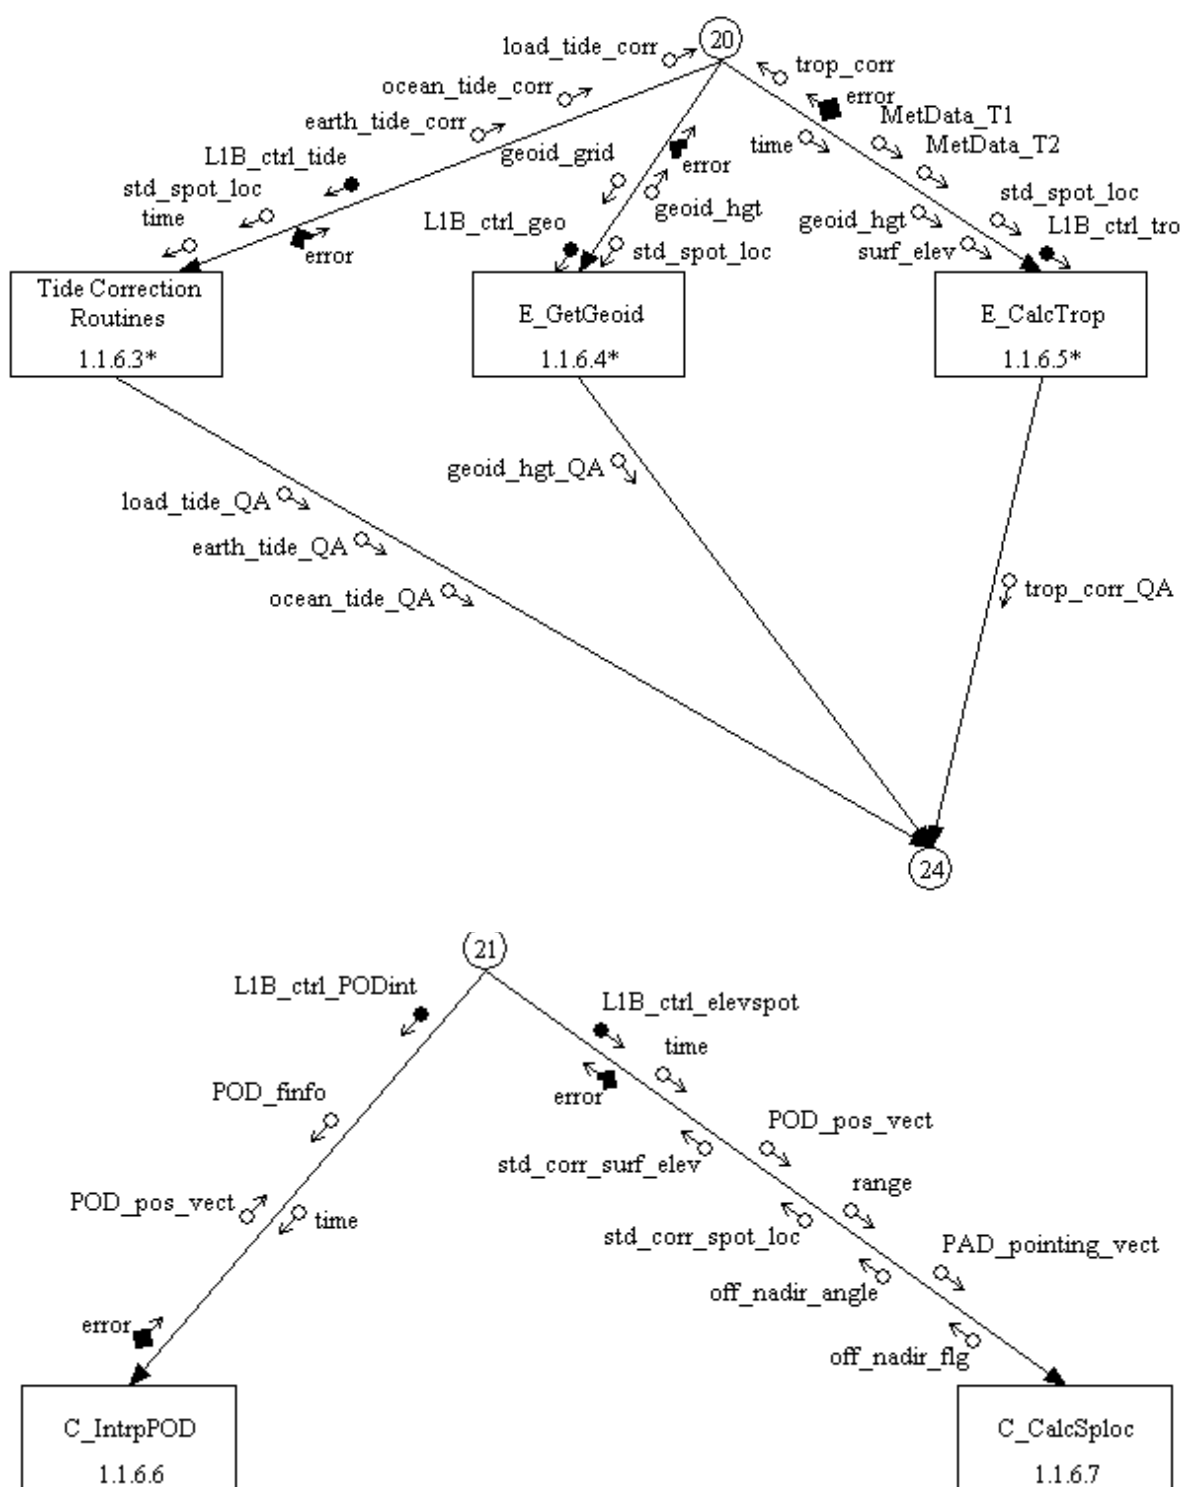 20
load_tide_corr
trop_corr
ocean_tide_corr
error
MetData_T1
earth_tide_corr
time
MetData_T2
L1B_ctrl_tide
geoid_grid
error
std_spot_loc
std_spot_loc
time
geoid_hgt
geoid_hgt
L1B_ctrl_geo
L1B_ctrl_tro
error
std_spot_loc
surf_elev
Tide Correction
Routines
1.1.6.3*
E_GetGeoid
1.1.6.4*
E_CalcTrop
1.1.6.5*
geoid_hgt_QA
load_tide_QA
earth_tide_QA
ocean_tide_QA
trop_corr_QA
24
21
L1B_ctrl_PODint
L1B_ctrl_elevspot
time
POD_finfo
error
POD_pos_vect
std_corr_surf_elev
range
POD_pos_vect
time
std_corr_spot_loc
PAD_pointing_vect
off_nadir_angle
error
off_nadir_flg
C_IntrpPOD
1.1.6.6
C_CalcSploc
1.1.6.7